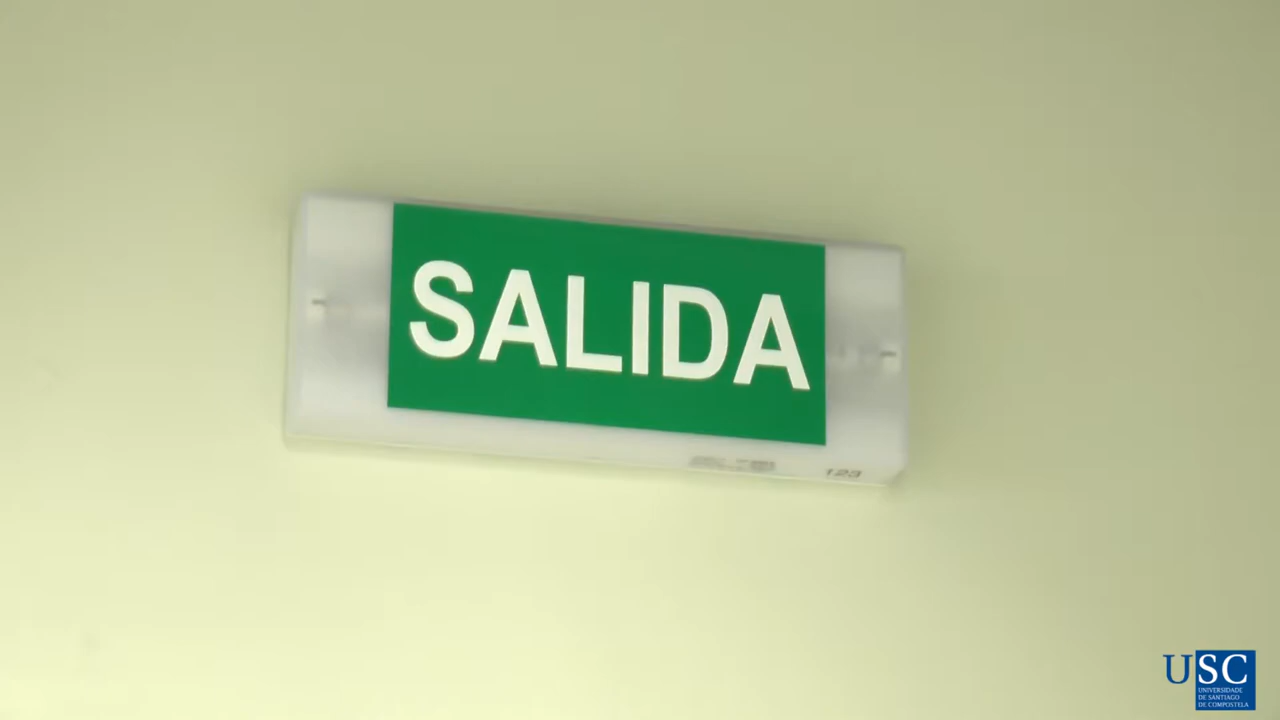 SALIDA
123
USC
UNIVERSIDADE
DE SANTIAGO
DE COMPOSTELA